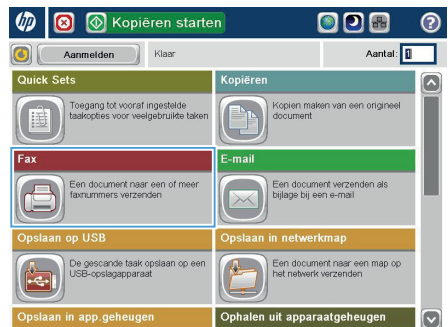 hp Kopiëren starten
Aanmelden Klaar Aantal: 1
Quick Sets
Toegang tot vooraf ingestelde
taakopties voor veelgebruikte taken
Kopiëren
Kopien maken van een origineel
document
Fax
Een document naar een of meer
faxnummers verzenden
E-mail
Een document verzenden als
bijlage bij een e-mail
Opslaan op USB
De gescande taak opslaan op een
USB-opslagapparaat
Opslaan in netwerkmap
Een document naar een map op
het netwerk verzenden
Opslaan in app.geheugen
Ophalen uit apparaatgeheugen